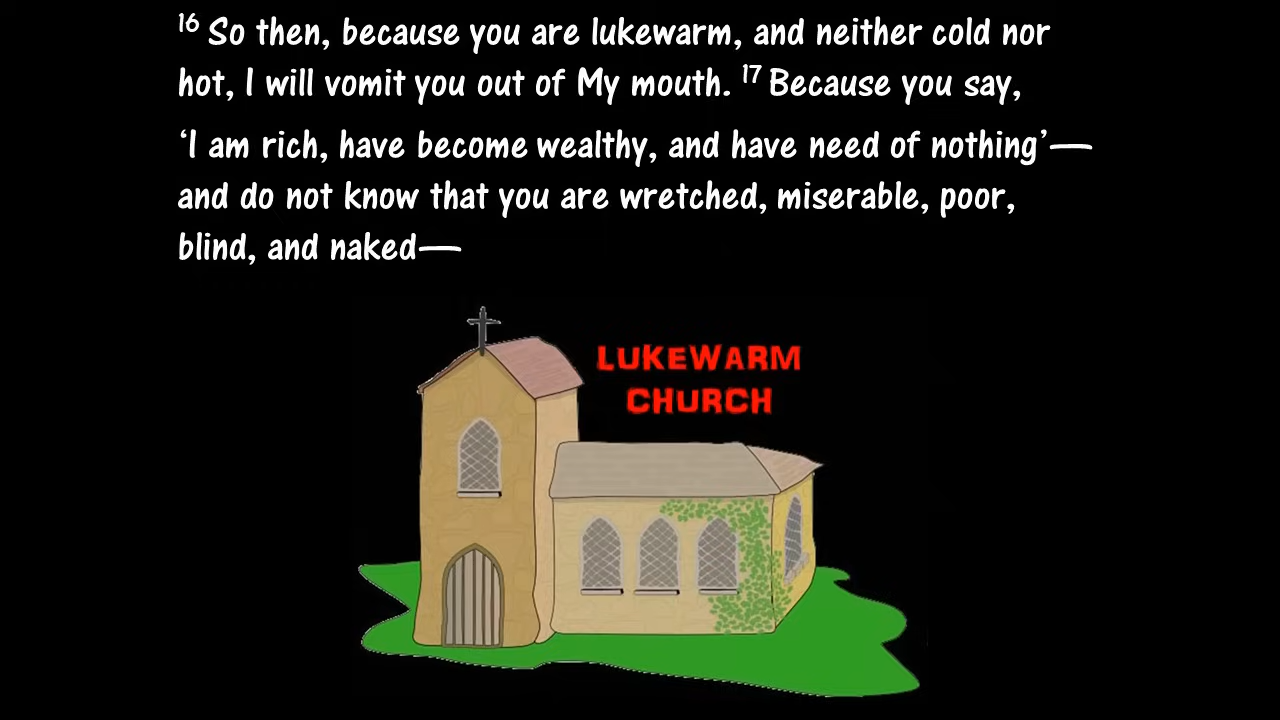 16 So then, because you are lukewarm, and neither cold nor
hot, I will vomit you out of My mouth. 17 Because you say,
‘I am rich, have become wealthy, and have need of nothing’—
and do not know that you are wretched, miserable, poor,
blind, and naked—
LUKEWARM
CHURCH